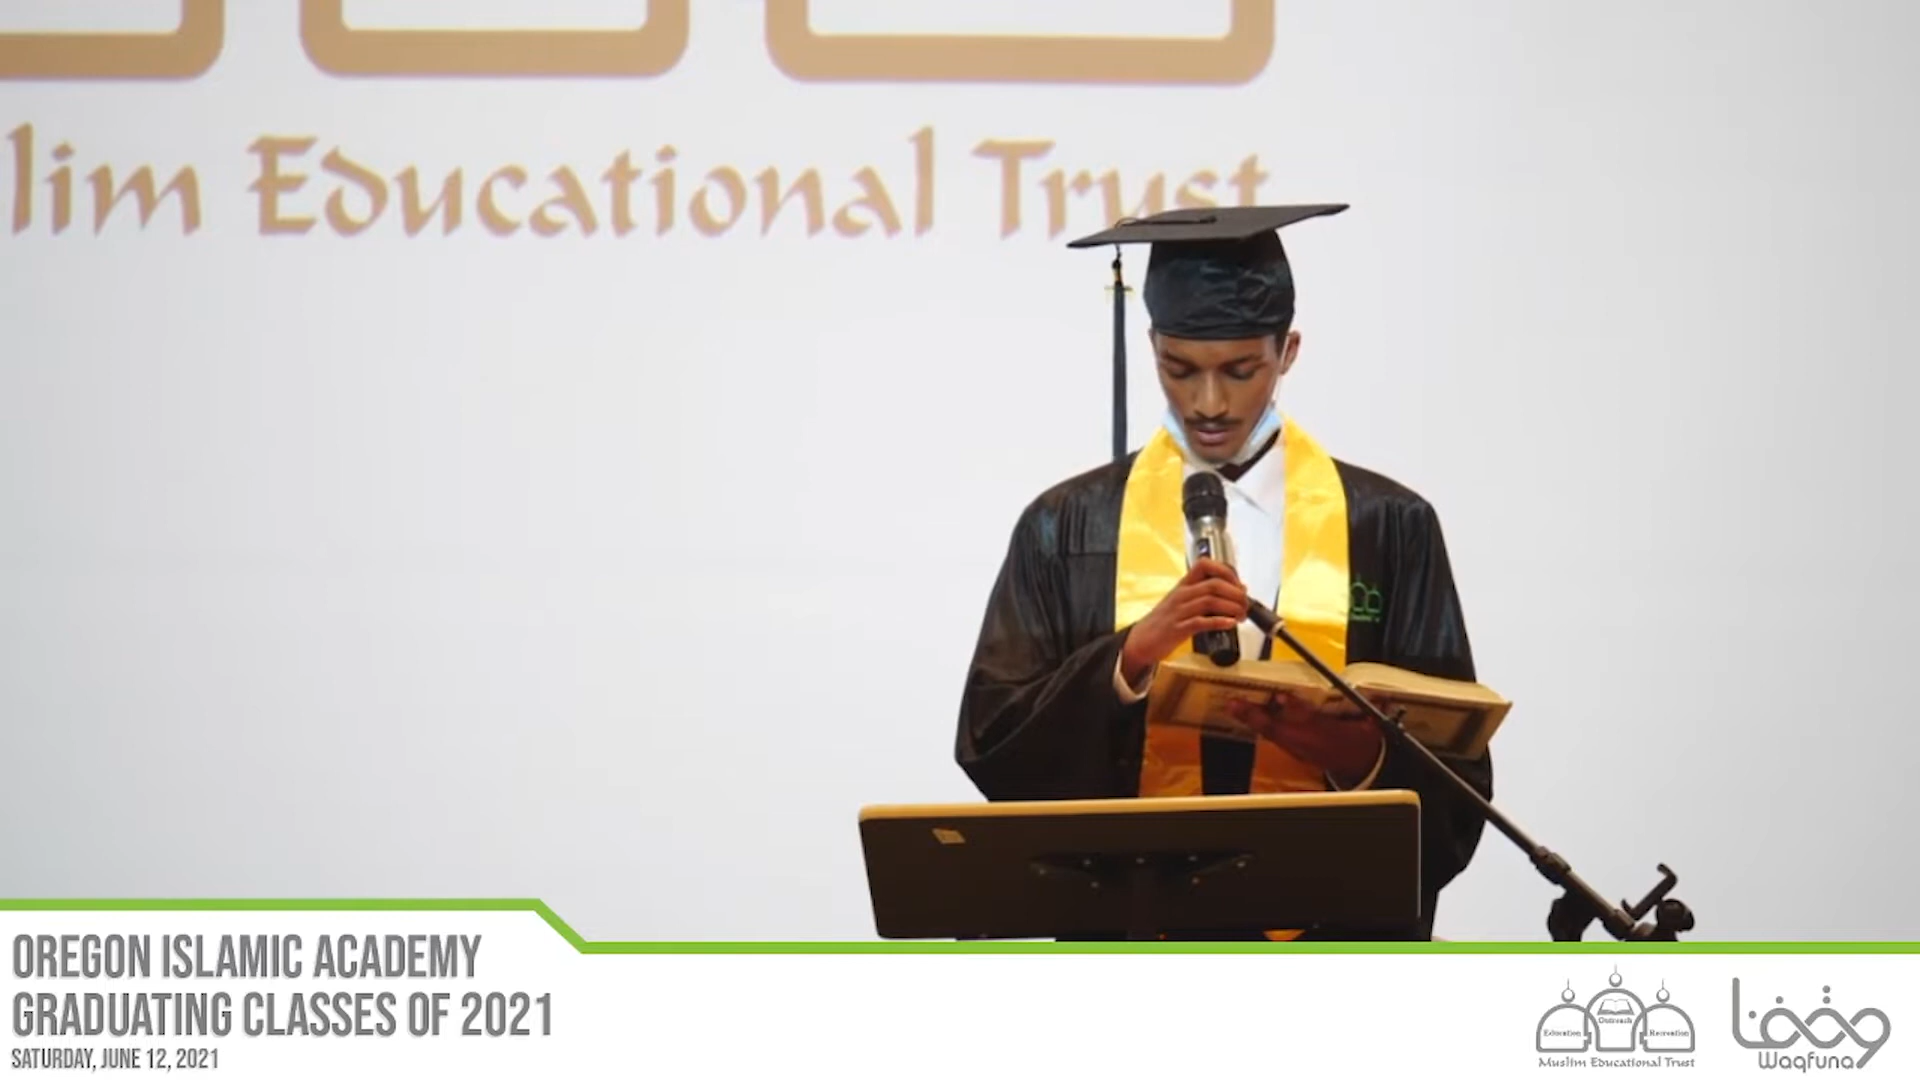 lim Educational Trust
OREGON ISLAMIC ACADEMY
GRADUATING CLASSES OF 2021
SATURDAY, JUNE 12, 2021
Education
Outreach
Recreation
Muslim Educational Trust
وقفنا
Waqfuna